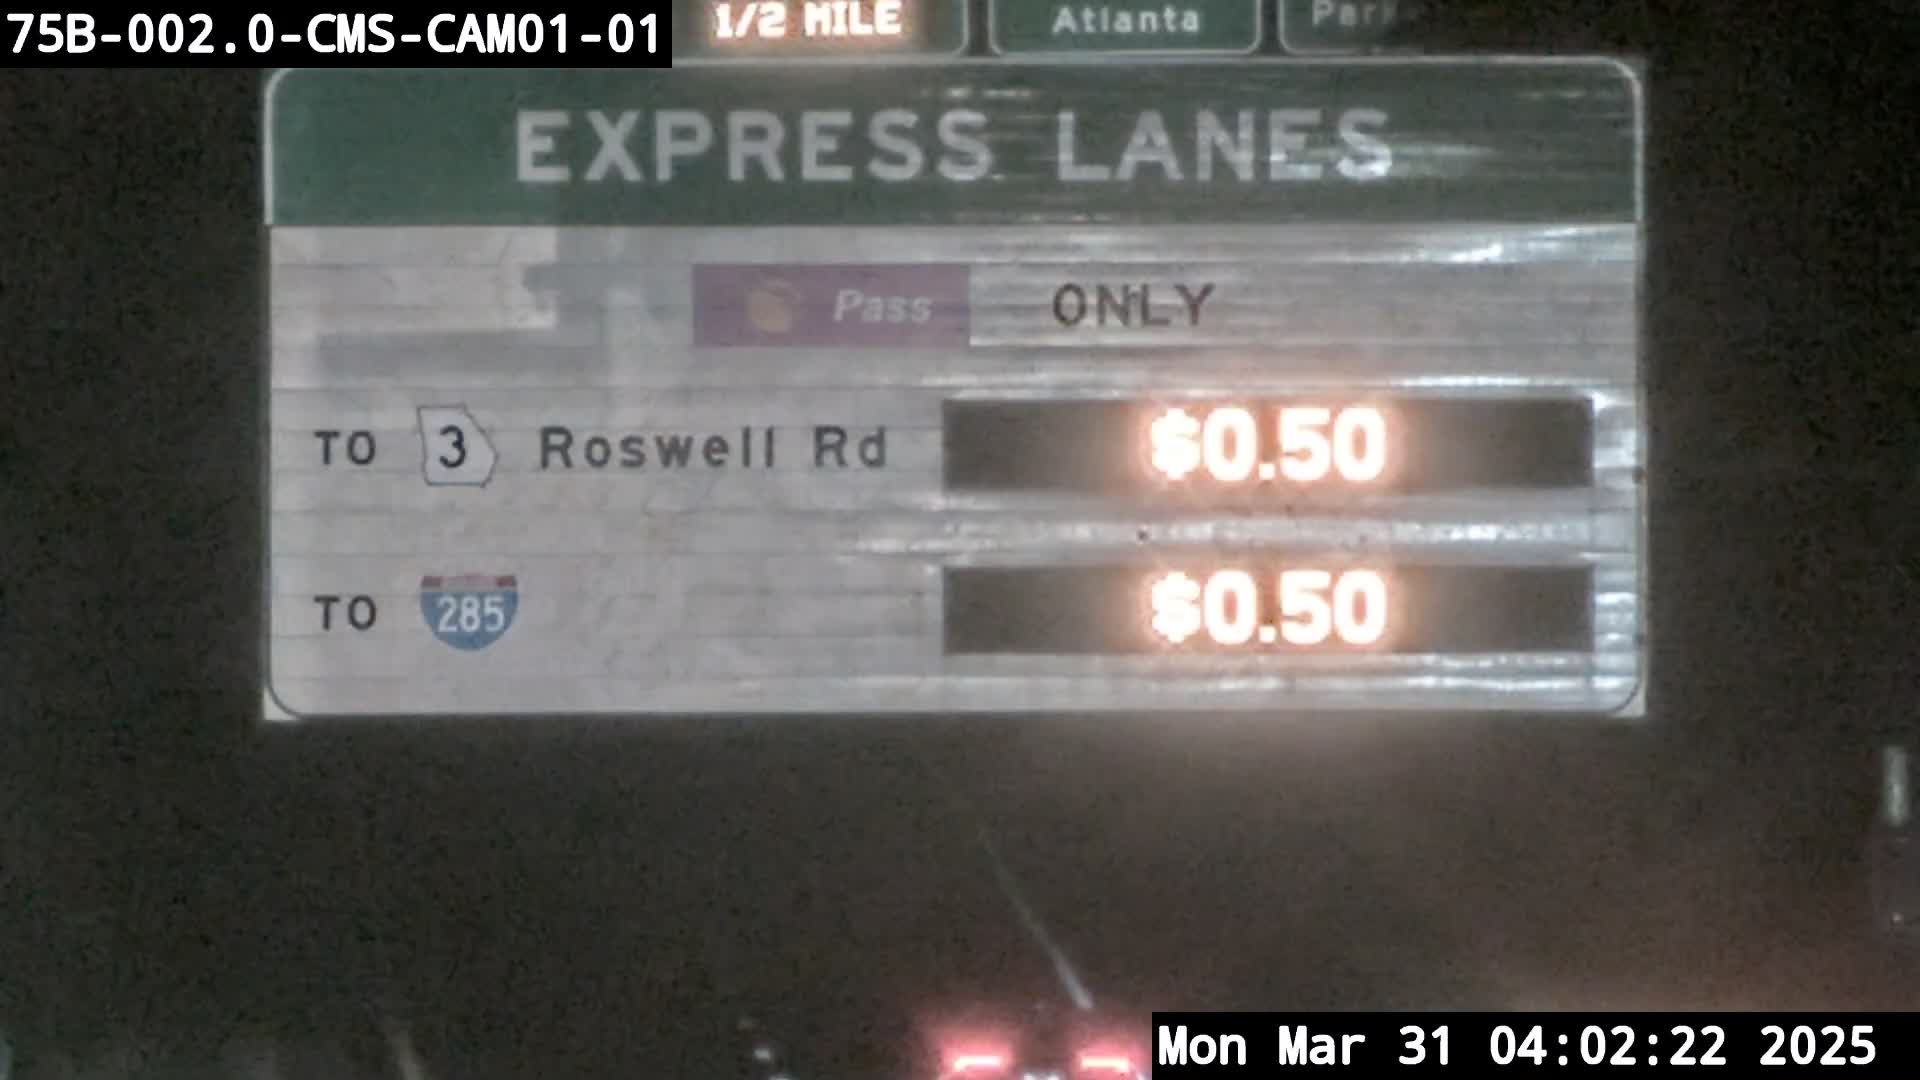 75B-002.0-CMS-CAM01-01
1/2 MILE
Atlanta
EXPRESS LANES
Pass ONLY
TO 3 Roswell Rd $0.50
TO 285 $0.50
Mon Mar 31 04:02:22 2025